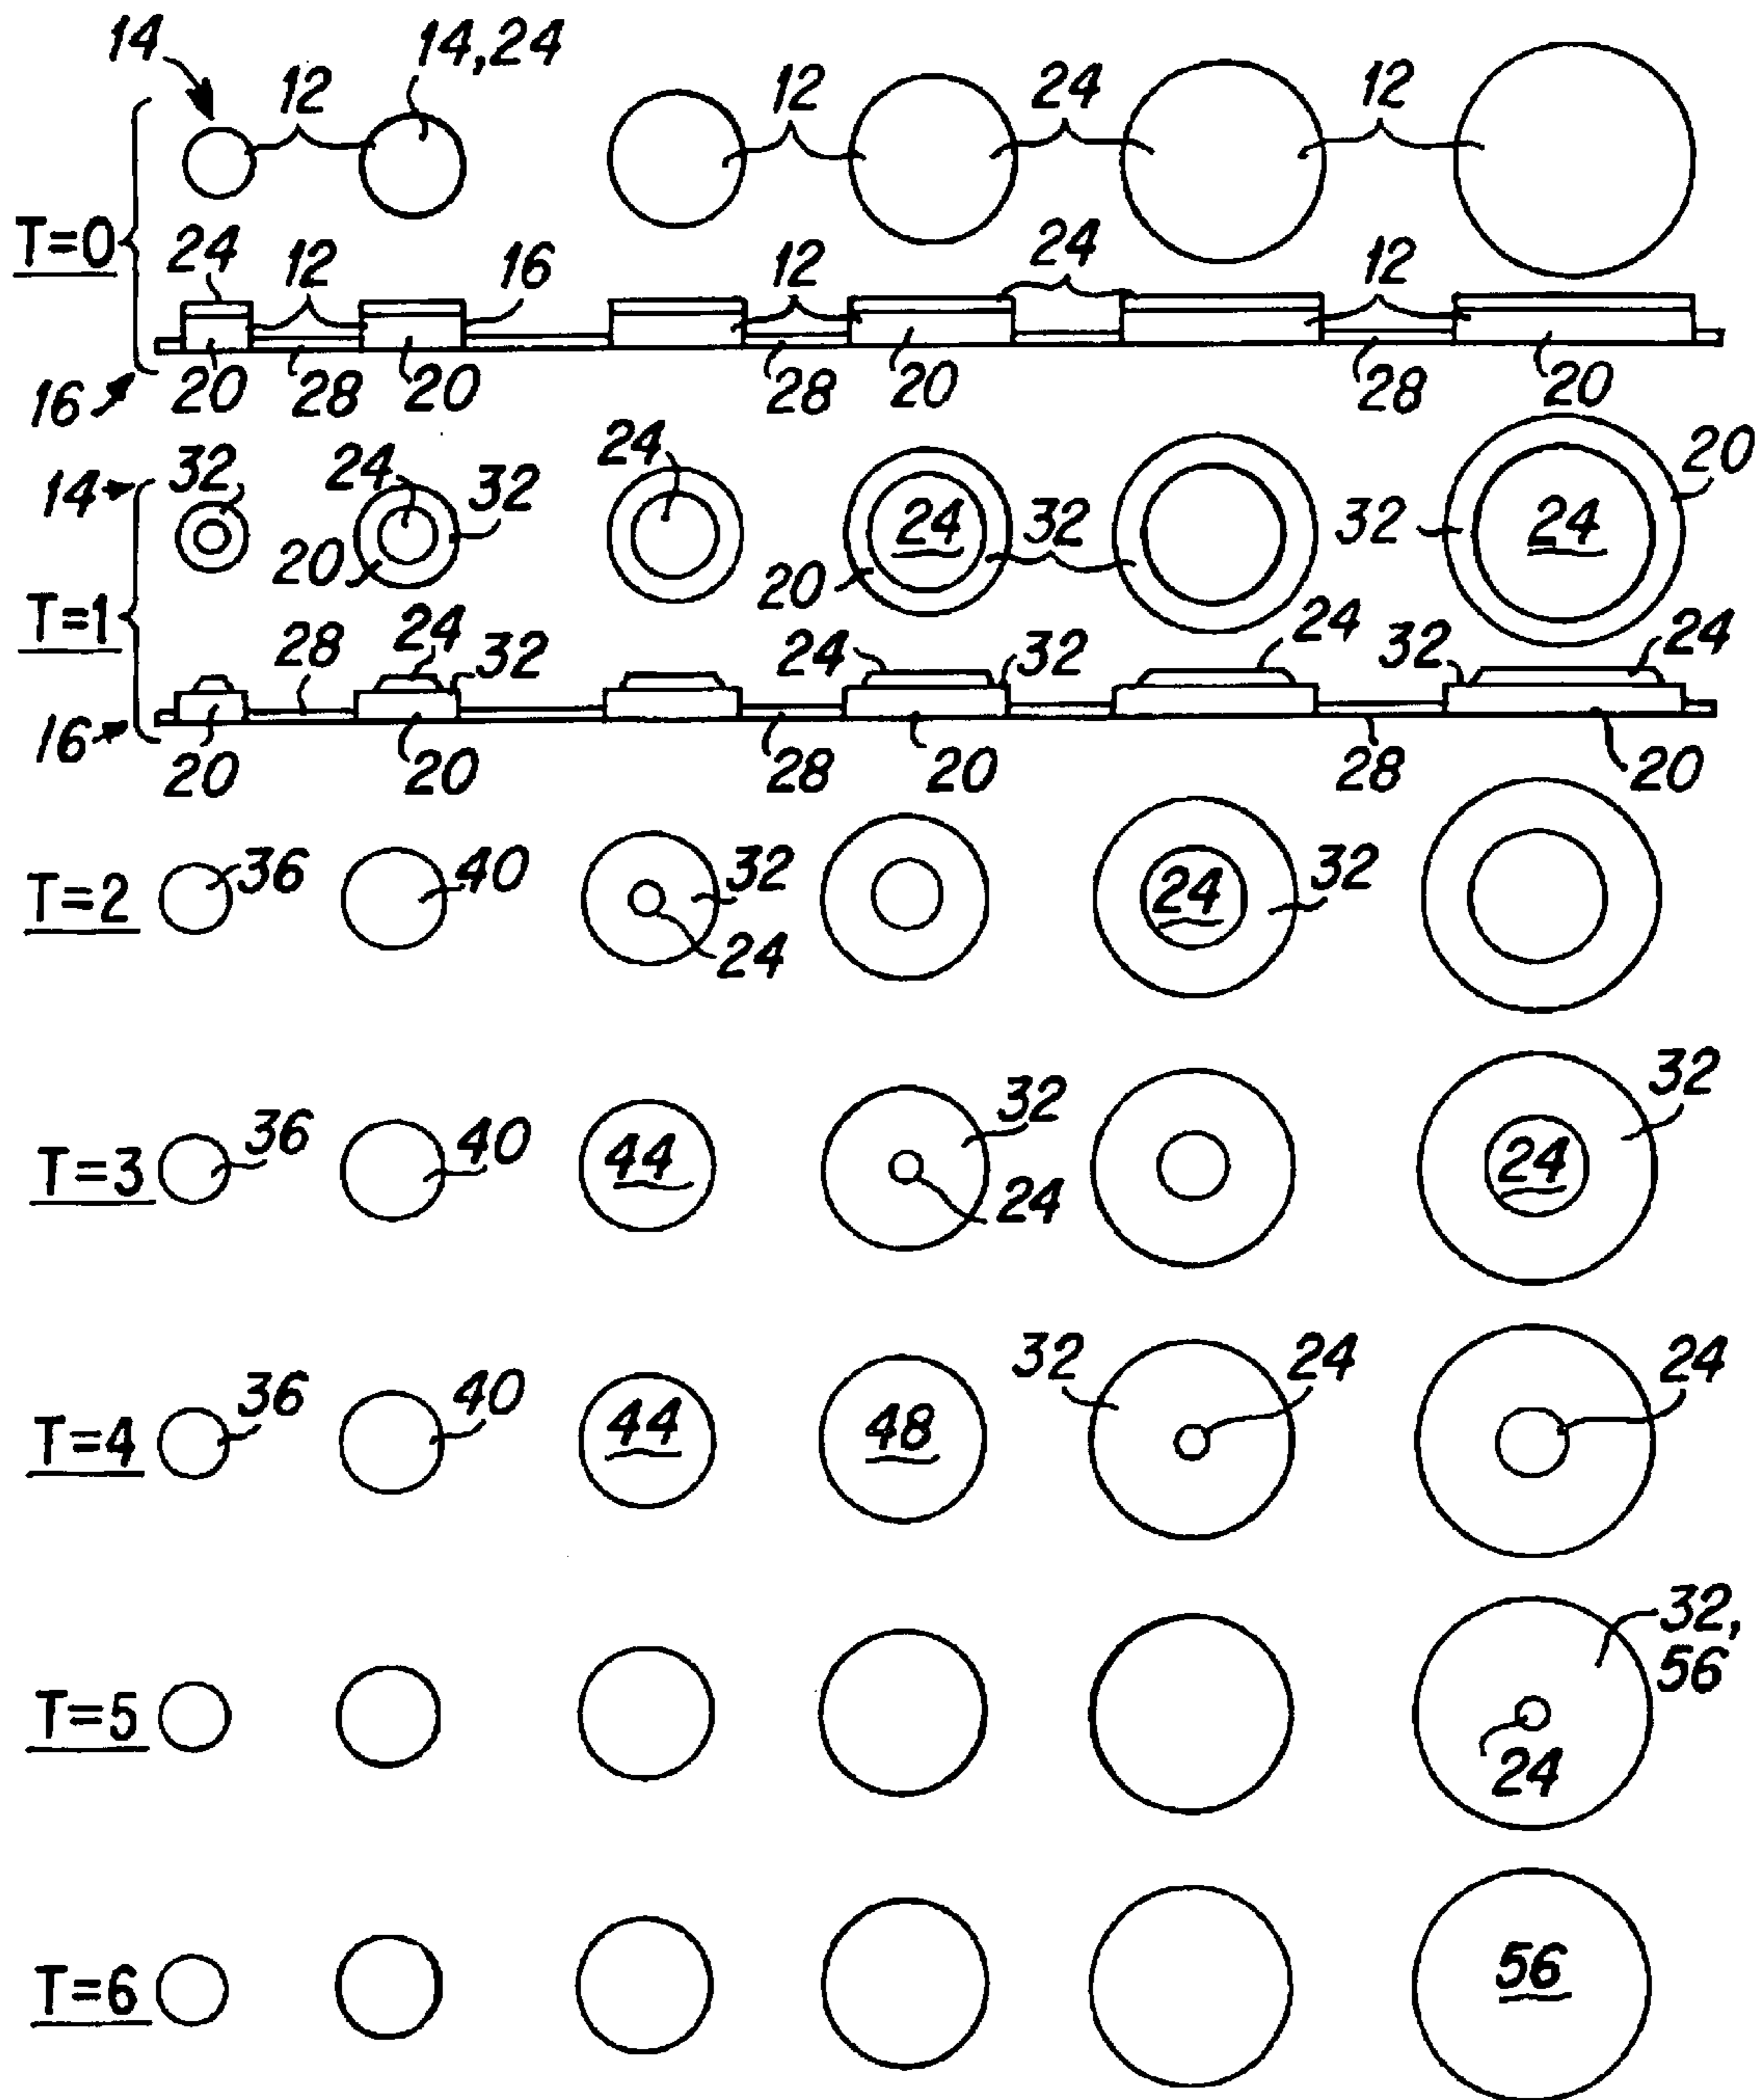 14 14,24
12 12 24 12
T=0
24 12 16 12 24 12
16 20 28 20 28 20 28 20
14 32 24 32 24 24 32 32 24 20
20 20
T=1
28 24 32 24 32 24 32 24
16 20 20 28 20 28 20
T=2 36 40 32 24 24 32
T=3 36 40 44 32 24 24 32
T=4 36 40 44 48 32 24 24
T=5 32,
56
24
T=6 56